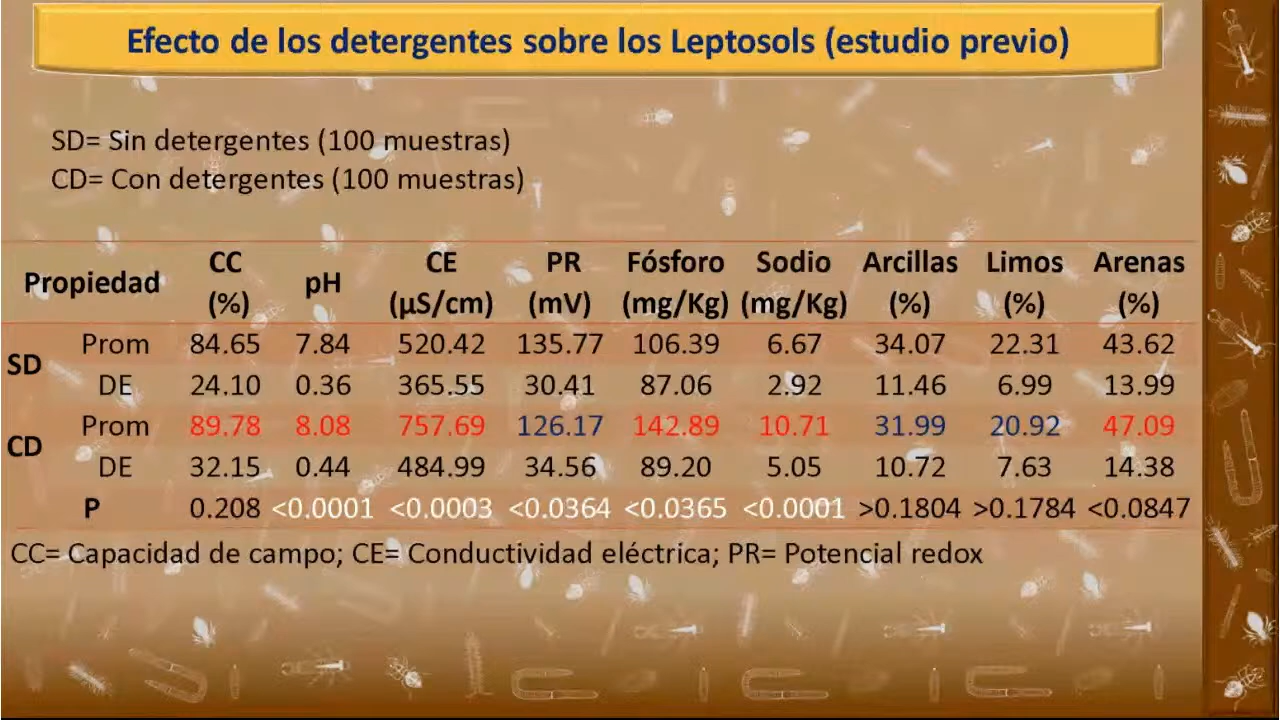 Efecto de los detergentes sobre los Leptosols (estudio previo)
SD= Sin detergentes (100 muestras)
CD= Con detergentes (100 muestras)
Propiedad CC (%) pH CE (µS/cm) PR (mV) Fósforo (mg/Kg) Sodio (mg/Kg) Arcillas (%) Limos (%) Arenas (%)
SD Prom 84.65 7.84 520.42 135.77 106.39 6.67 34.07 22.31 43.62
DE 24.10 0.36 365.55 30.41 87.06 2.92 11.46 6.99 13.99
CD Prom 89.78 8.08 757.69 126.17 142.89 10.71 31.99 20.92 47.09
DE 32.15 0.44 484.99 34.56 89.20 5.05 10.72 7.63 14.38
P 0.208 <0.0001 <0.0003 <0.0364 <0.0365 <0.0001 >0.1804 >0.1784 <0.0847
CC= Capacidad de campo; CE= Conductividad eléctrica; PR= Potencial redox